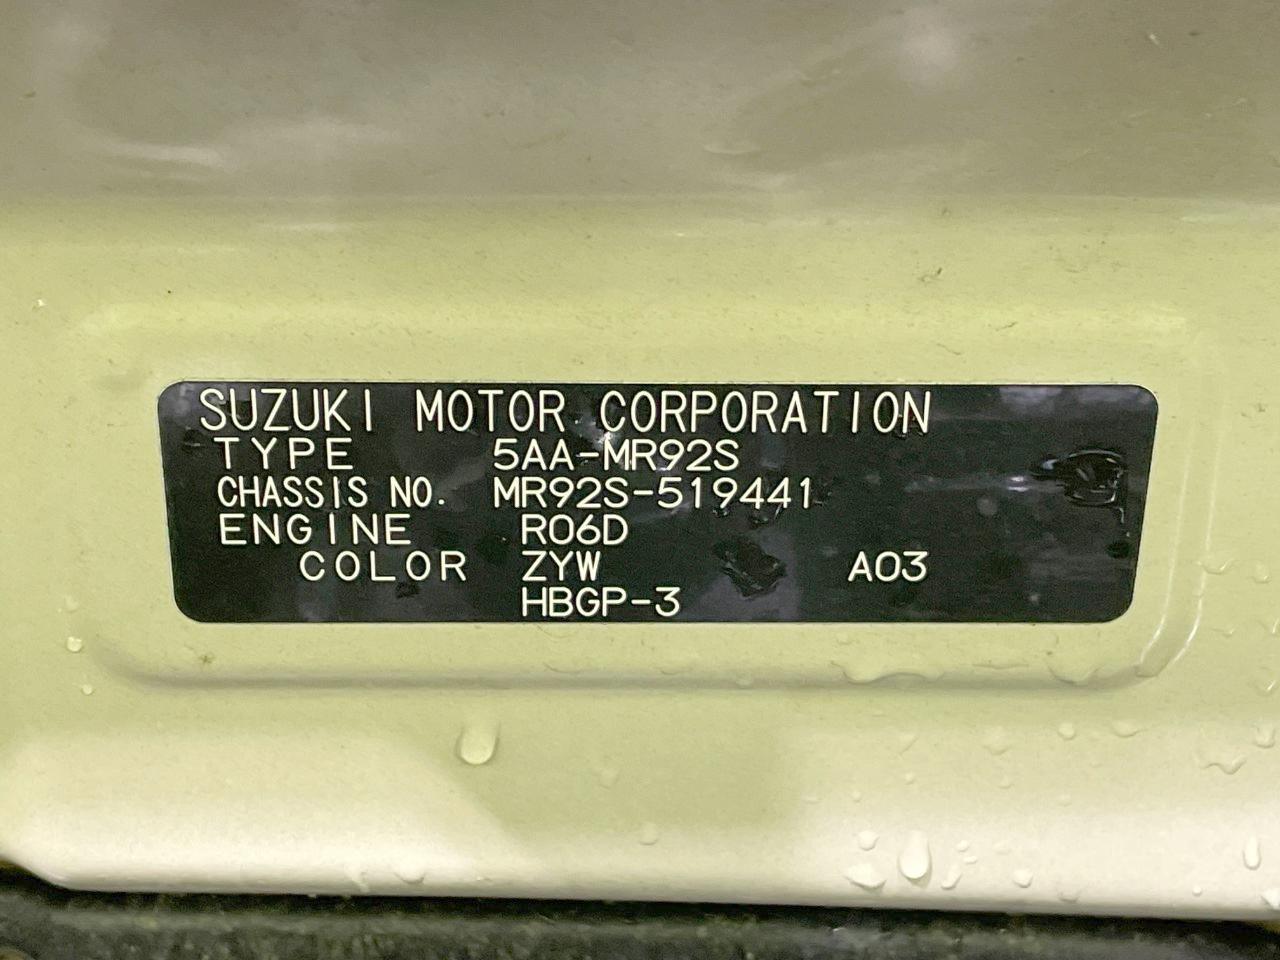 SUZUKI MOTOR CORPORATION
TYPE 5AA-MR92S
CHASSIS NO. MR92S-519441
ENGINE R06D
COLOR ZYW A03
HBGP-3